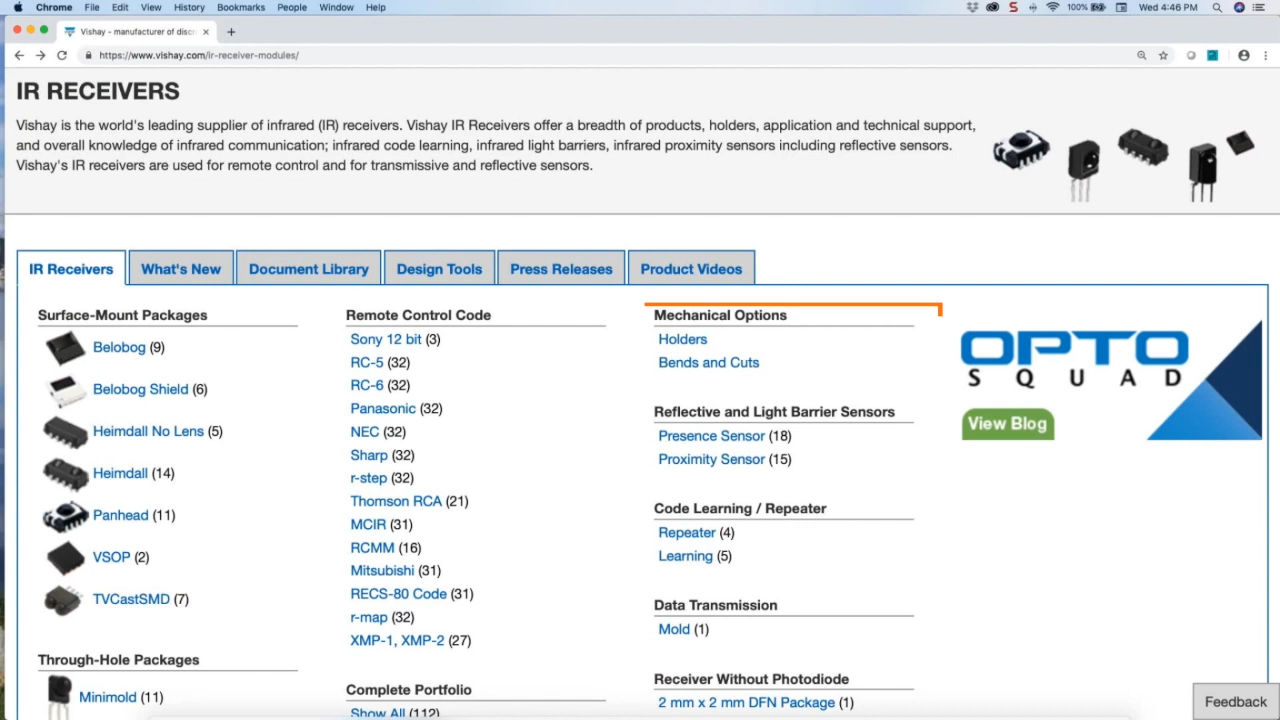 Chrome File Edit View History Bookmarks People Window Help 100% Wed 4:46 PM
Vishay - manufacturer of discr
https://www.vishay.com/ir-receiver-modules/
IR RECEIVERS
Vishay is the world's leading supplier of infrared (IR) receivers. Vishay IR Receivers offer a breadth of products, holders, application and technical support,
and overall knowledge of infrared communication; infrared code learning, infrared light barriers, infrared proximity sensors including reflective sensors.
Vishay's IR receivers are used for remote control and for transmissive and reflective sensors.
IR Receivers What's New Document Library Design Tools Press Releases Product Videos
Surface-Mount Packages
Belobog (9)
Belobog Shield (6)
Heimdall No Lens (5)
Heimdall (14)
Panhead (11)
VSOP (2)
TVCastSMD (7)
Through-Hole Packages
Minimold (11)
Remote Control Code
Sony 12 bit (3)
RC-5 (32)
RC-6 (32)
Panasonic (32)
NEC (32)
Sharp (32)
r-step (32)
Thomson RCA (21)
MCIR (31)
RCMM (16)
Mitsubishi (31)
RECS-80 Code (31)
r-map (32)
XMP-1, XMP-2 (27)
Complete Portfolio
Show All (112)
Mechanical Options
Holders
Bends and Cuts
Reflective and Light Barrier Sensors
Presence Sensor (18)
Proximity Sensor (15)
Code Learning / Repeater
Repeater (4)
Learning (5)
Data Transmission
Mold (1)
Receiver Without Photodiode
2 mm x 2 mm DFN Package (1)
OPTO
SQUAD
View Blog
Feedback